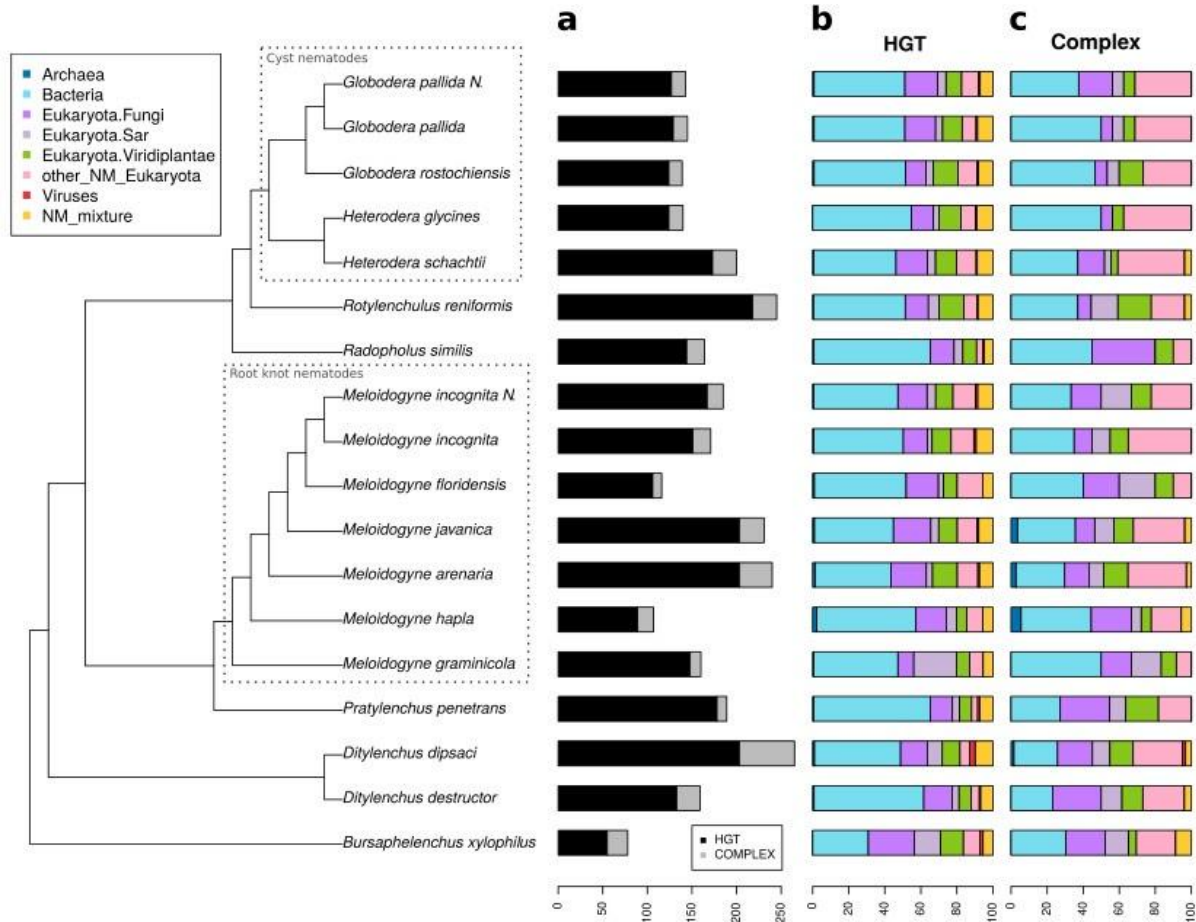 a
b
c
HGT
Complex
Archaea
Bacteria
Eukaryota.Fungi
Eukaryota.Sar
Eukaryota.Viridiplantae
other_NM_Eukaryota
Viruses
NM_mixture
Cyst nematodes
Globodera pallida N.
Globodera pallida
Globodera rostochiensis
Heterodera glycines
Heterodera schachtii
Rotylenchulus reniformis
Radopholus similis
Root knot nematodes
Meloidogyne incognita N.
Meloidogyne incognita
Meloidogyne floridensis
Meloidogyne javanica
Meloidogyne arenaria
Meloidogyne hapla
Meloidogyne graminicola
Pratylenchus penetrans
Ditylenchus dipsaci
Ditylenchus destructor
Bursaphelenchus xylophilus
HGT
COMPLEX
0 50 100 150 200 250
0 20 40 60 80 100
0 20 40 60 80 100